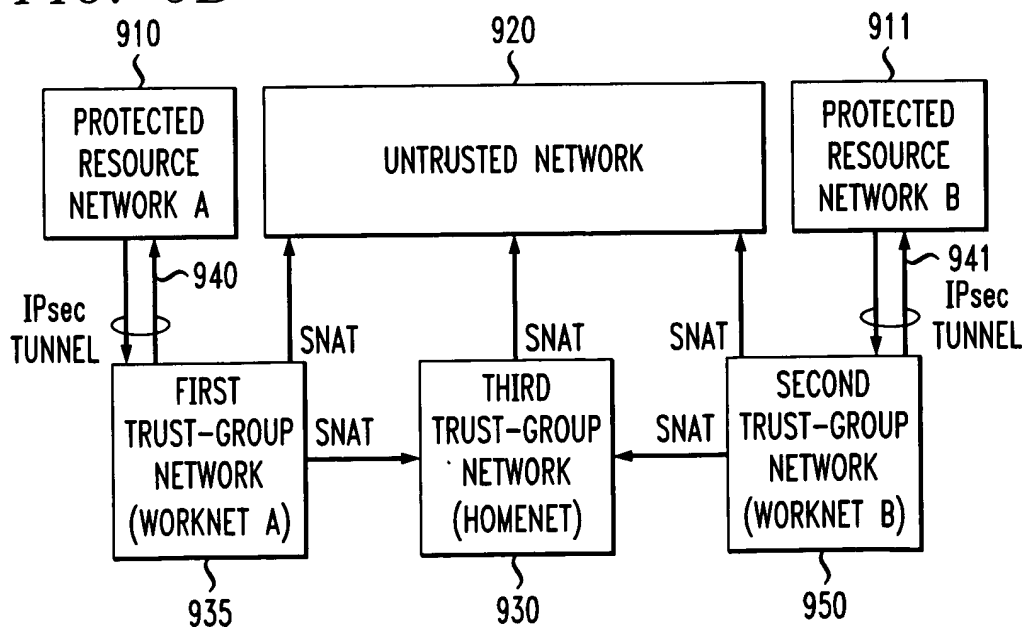 910
920
911
PROTECTED
RESOURCE
NETWORK A
UNTRUSTED NETWORK
PROTECTED
RESOURCE
NETWORK B
940
941
IPsec
TUNNEL
IPsec
TUNNEL
SNAT
SNAT
SNAT
FIRST
TRUST-GROUP
NETWORK
(WORKNET A)
SNAT
THIRD
TRUST-GROUP
NETWORK
(HOMENET)
SNAT
SECOND
TRUST-GROUP
NETWORK
(WORKNET B)
935
930
950